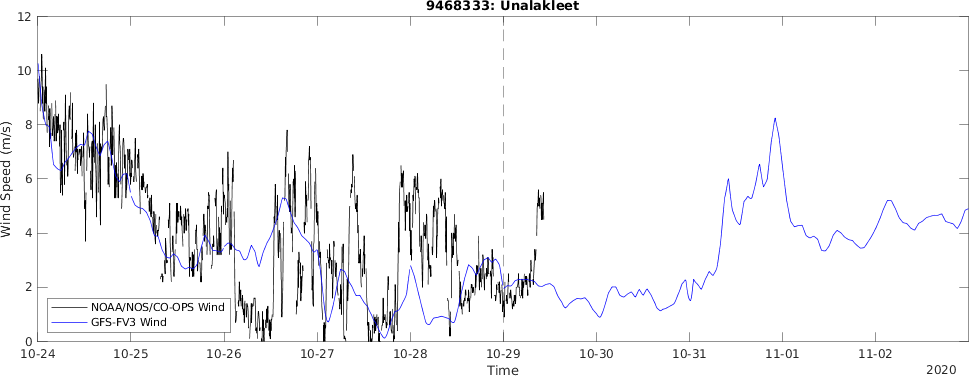 9468333: Unalakleet
12
10
8
6
4
2
0
Wind Speed (m/s)
NOAA/NOS/CO-OPS Wind
GFS-FV3 Wind
10-24 10-25 10-26 10-27 10-28 10-29 10-30 10-31 11-01 11-02
Time
2020